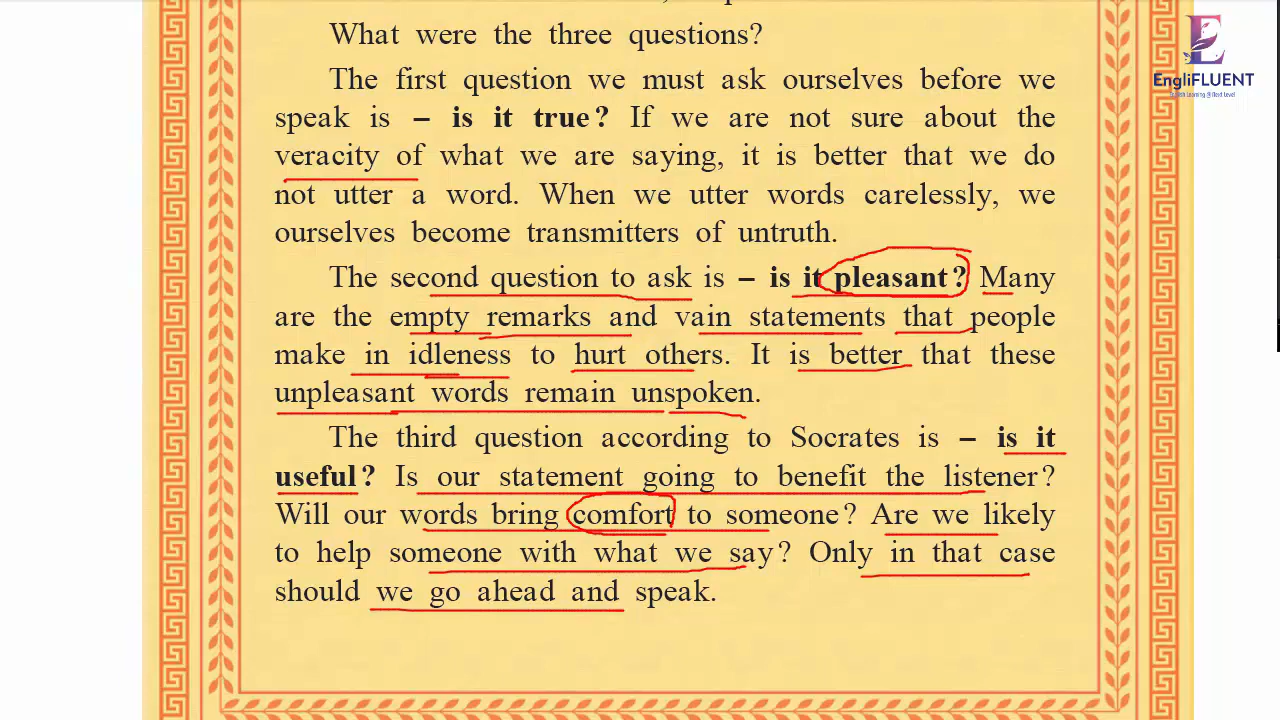 What were the three questions?
The first question we must ask ourselves before we
speak is – is it true? If we are not sure about the
veracity of what we are saying, it is better that we do
not utter a word. When we utter words carelessly, we
ourselves become transmitters of untruth.
The second question to ask is – is it pleasant? Many
are the empty remarks and vain statements that people
make in idleness to hurt others. It is better that these
unpleasant words remain unspoken.
The third question according to Socrates is – is it
useful? Is our statement going to benefit the listener?
Will our words bring comfort to someone? Are we likely
to help someone with what we say? Only in that case
should we go ahead and speak.
EngliFLUENT